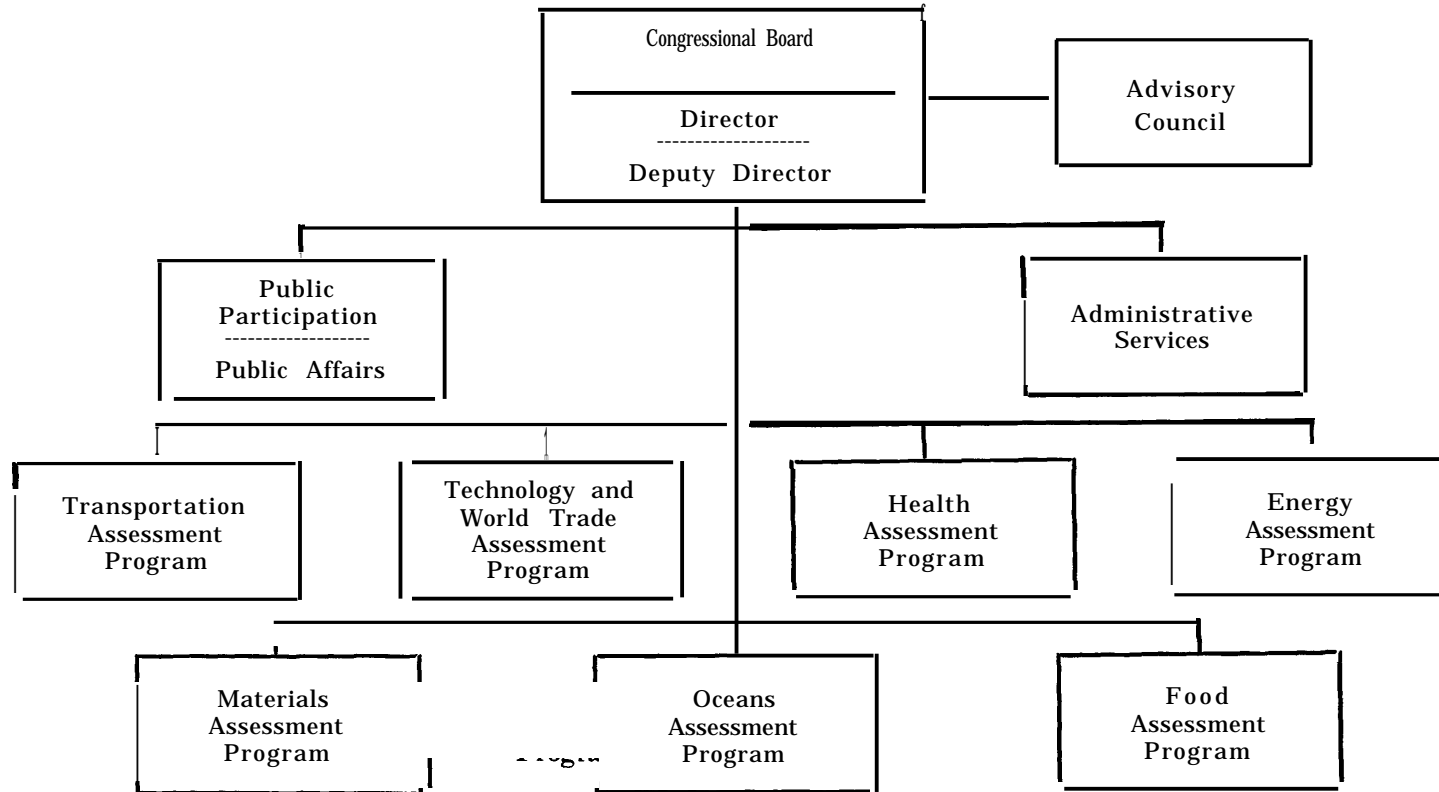 Congressional Board
Director
Deputy Director
Advisory
Council
Public
Participation
Public Affairs
Administrative
Services
Transportation
Assessment
Program
Technology and
World Trade
Assessment
Program
Health
Assessment
Program
Energy
Assessment
Program
Materials
Assessment
Program
Oceans
Assessment
Program
Food
Assessment
Program